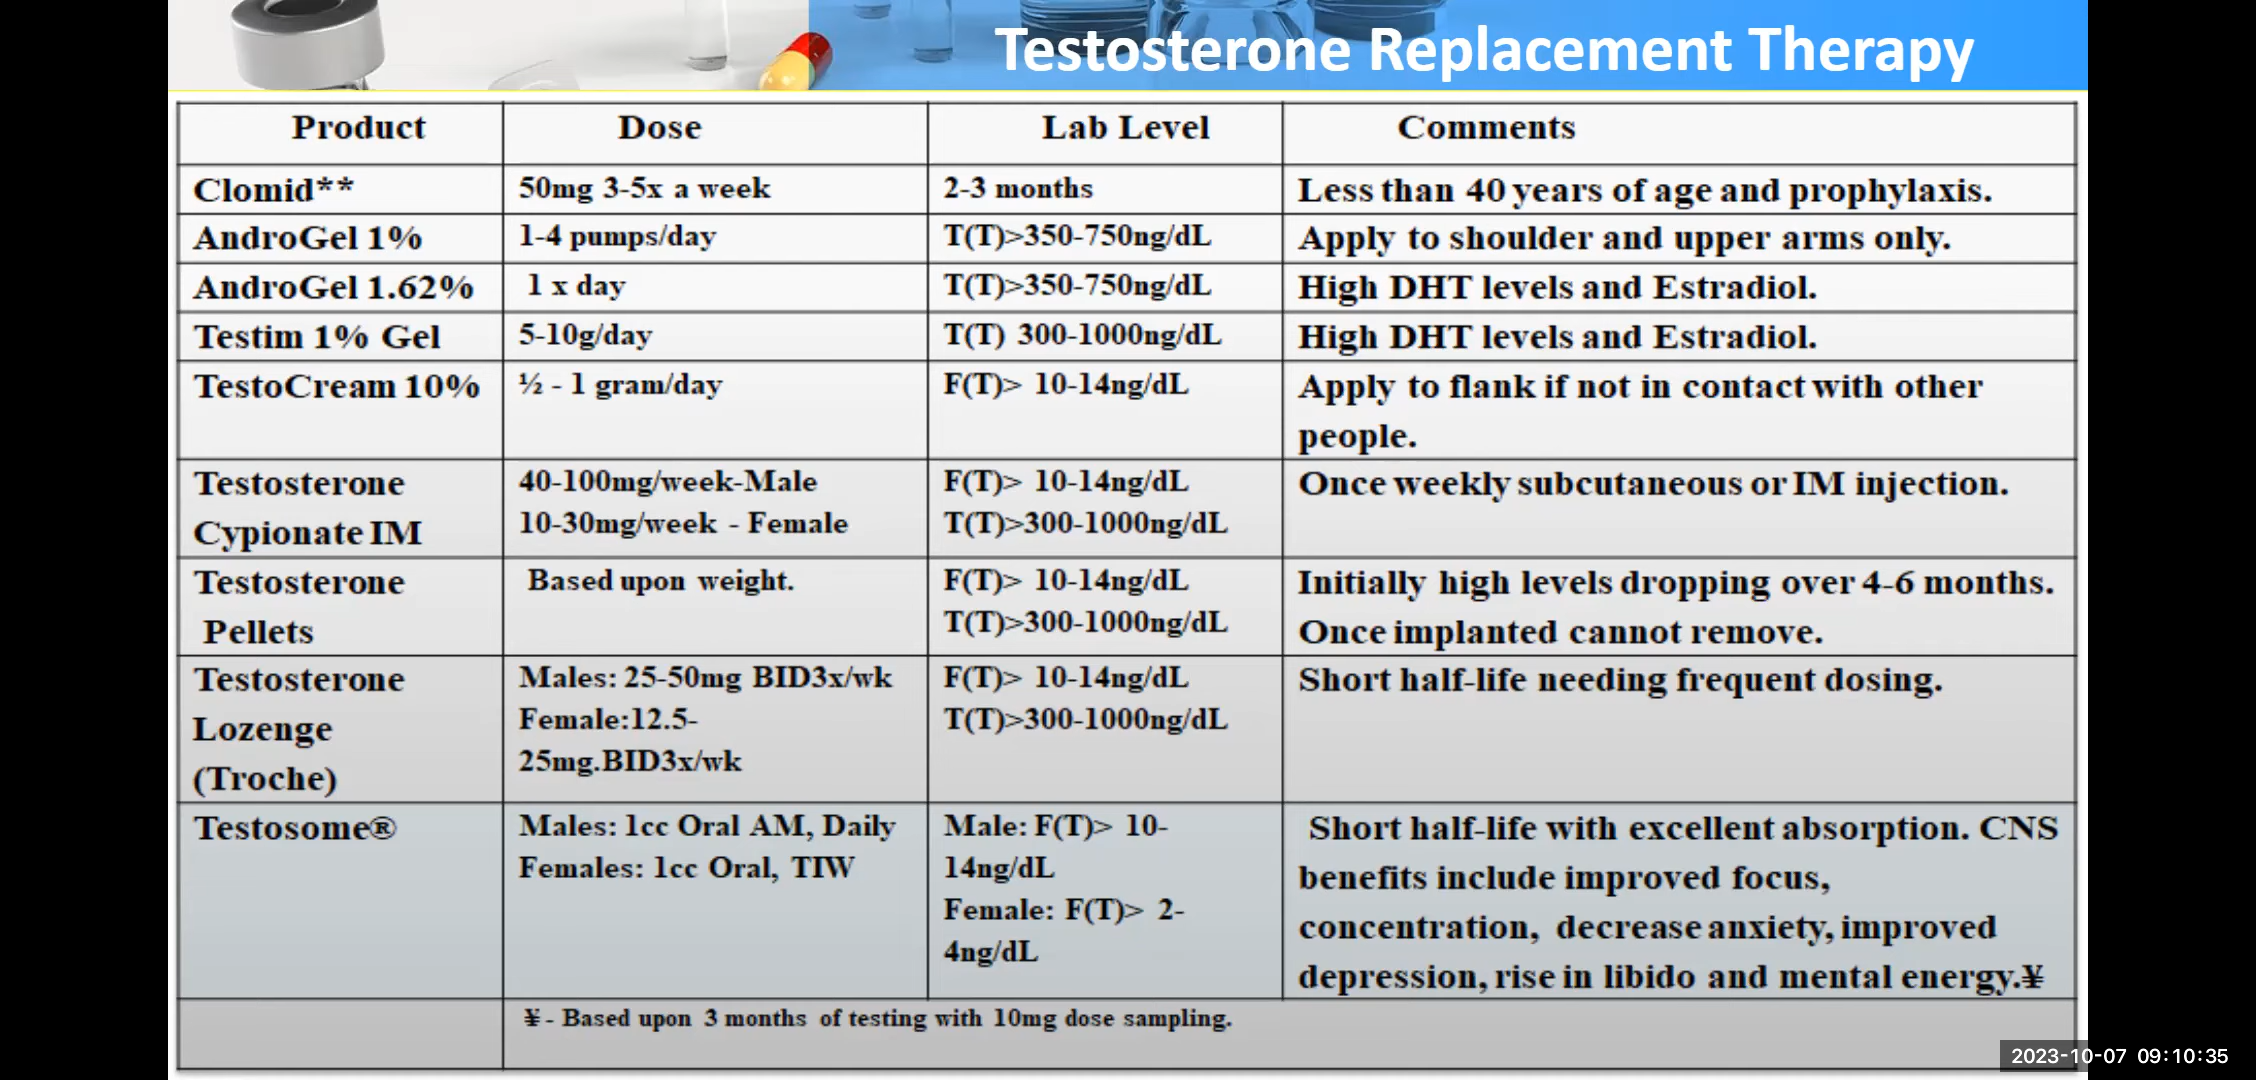 Testosterone Replacement Therapy
Product Dose Lab Level Comments
Clomid** 50mg 3-5x a week 2-3 months Less than 40 years of age and prophylaxis.
AndroGel 1% 1-4 pumps/day T(T)>350-750ng/dL Apply to shoulder and upper arms only.
AndroGel 1.62% 1 x day T(T)>350-750ng/dL High DHT levels and Estradiol.
Testim 1% Gel 5-10g/day T(T) 300-1000ng/dL High DHT levels and Estradiol.
TestoCream 10% ½ - 1 gram/day F(T)> 10-14ng/dL Apply to flank if not in contact with other
people.
Testosterone 40-100mg/week-Male F(T)> 10-14ng/dL Once weekly subcutaneous or IM injection.
Cypionate IM 10-30mg/week - Female T(T)>300-1000ng/dL
Testosterone Based upon weight. F(T)> 10-14ng/dL Initially high levels dropping over 4-6 months.
Pellets T(T)>300-1000ng/dL Once implanted cannot remove.
Testosterone Males: 25-50mg BID3x/wk F(T)> 10-14ng/dL Short half-life needing frequent dosing.
Lozenge Female:12.5- T(T)>300-1000ng/dL
(Troche) 25mg.BID3x/wk
Testosome® Males: 1cc Oral AM, Daily Male: F(T)> 10- Short half-life with excellent absorption. CNS
Females: 1cc Oral, TIW 14ng/dL benefits include improved focus,
Female: F(T)> 2- concentration, decrease anxiety, improved
4ng/dL depression, rise in libido and mental energy.¥
¥ - Based upon 3 months of testing with 10mg dose sampling.
2023-10-07 09:10:35